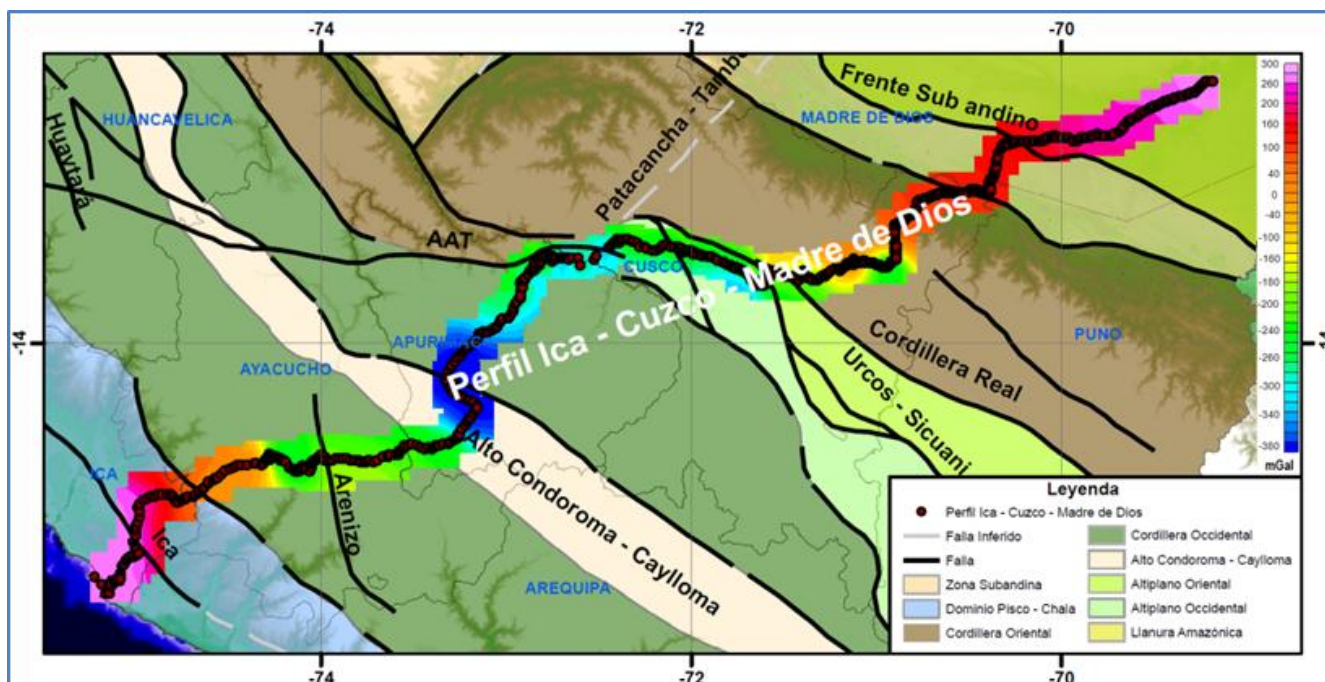 -74
-72
-70
Frente Sub andino
HUANCAVELICA
MADRE DE DIOS
Huaytará
Patacancha - Tambu
AAT
CUSCO
Perfil Ica - Cuzco - Madre de Dios
-14
APURIMAC
AYACUCHO
PUNO
Cordillera Real
Urcos - Sicuani
ICA
Ica
Arenizo
Alto Condoroma - Caylloma
AREQUIPA
300
260
200
160
100
40
0
-40
-100
-160
-200
-240
-260
-300
-340
-380
mGal
Leyenda
Perfil Ica - Cuzco - Madre de Dios
Falla Inferido
Falla
Zona Subandina
Dominio Pisco - Chala
Cordillera Oriental
Cordillera Occidental
Alto Condoroma - Caylloma
Altiplano Oriental
Altiplano Occidental
Llanura Amazónica
-74
-72
-70